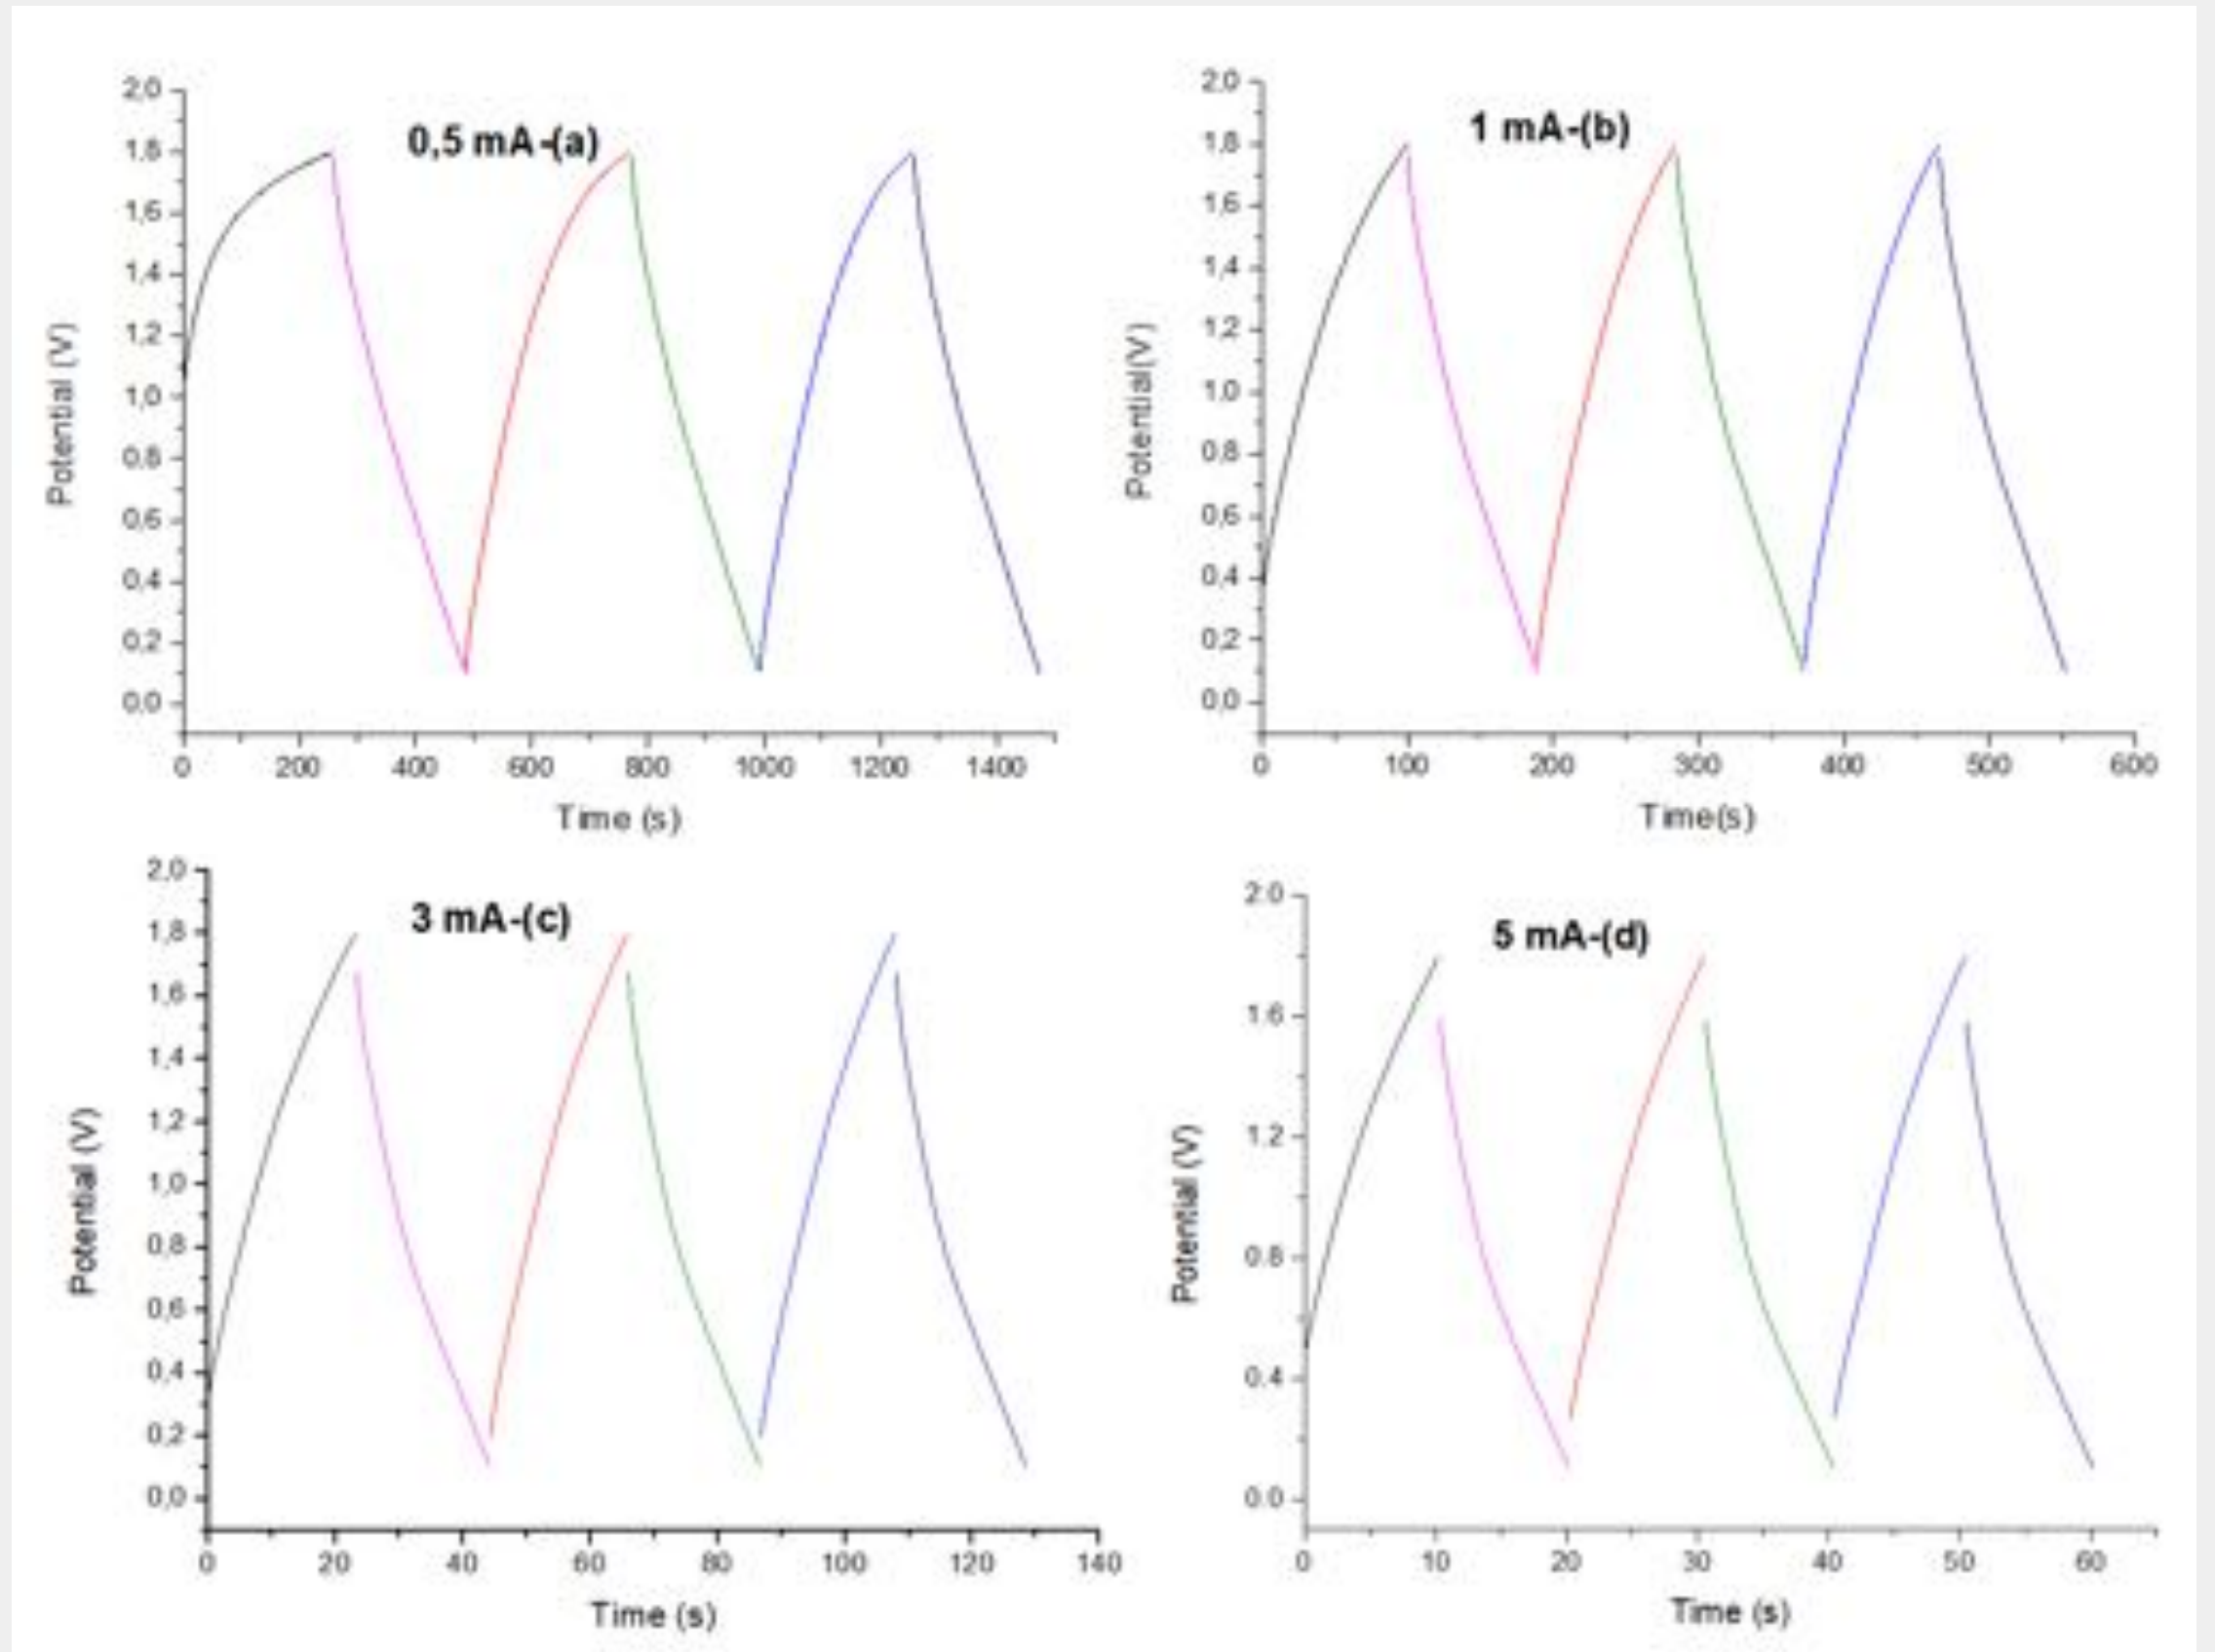 0,5 mA-(a)
2,0
1,8
1,6
1,4
1,2
1,0
0,8
0,6
0,4
0,2
0,0
Potential (V)
0 200 400 600 800 1000 1200 1400
Time (s)
1 mA-(b)
2,0
1,8
1,6
1,4
1,2
1,0
0,8
0,6
0,4
0,2
0,0
Potential(V)
0 100 200 300 400 500 600
Time(s)
3 mA-(c)
2,0
1,8
1,6
1,4
1,2
1,0
0,8
0,6
0,4
0,2
0,0
Potential (V)
0 20 40 60 80 100 120 140
Time (s)
5 mA-(d)
2.0
1.6
1.2
0.8
0.4
0.0
Potential (V)
0 10 20 30 40 50 60
Time (s)